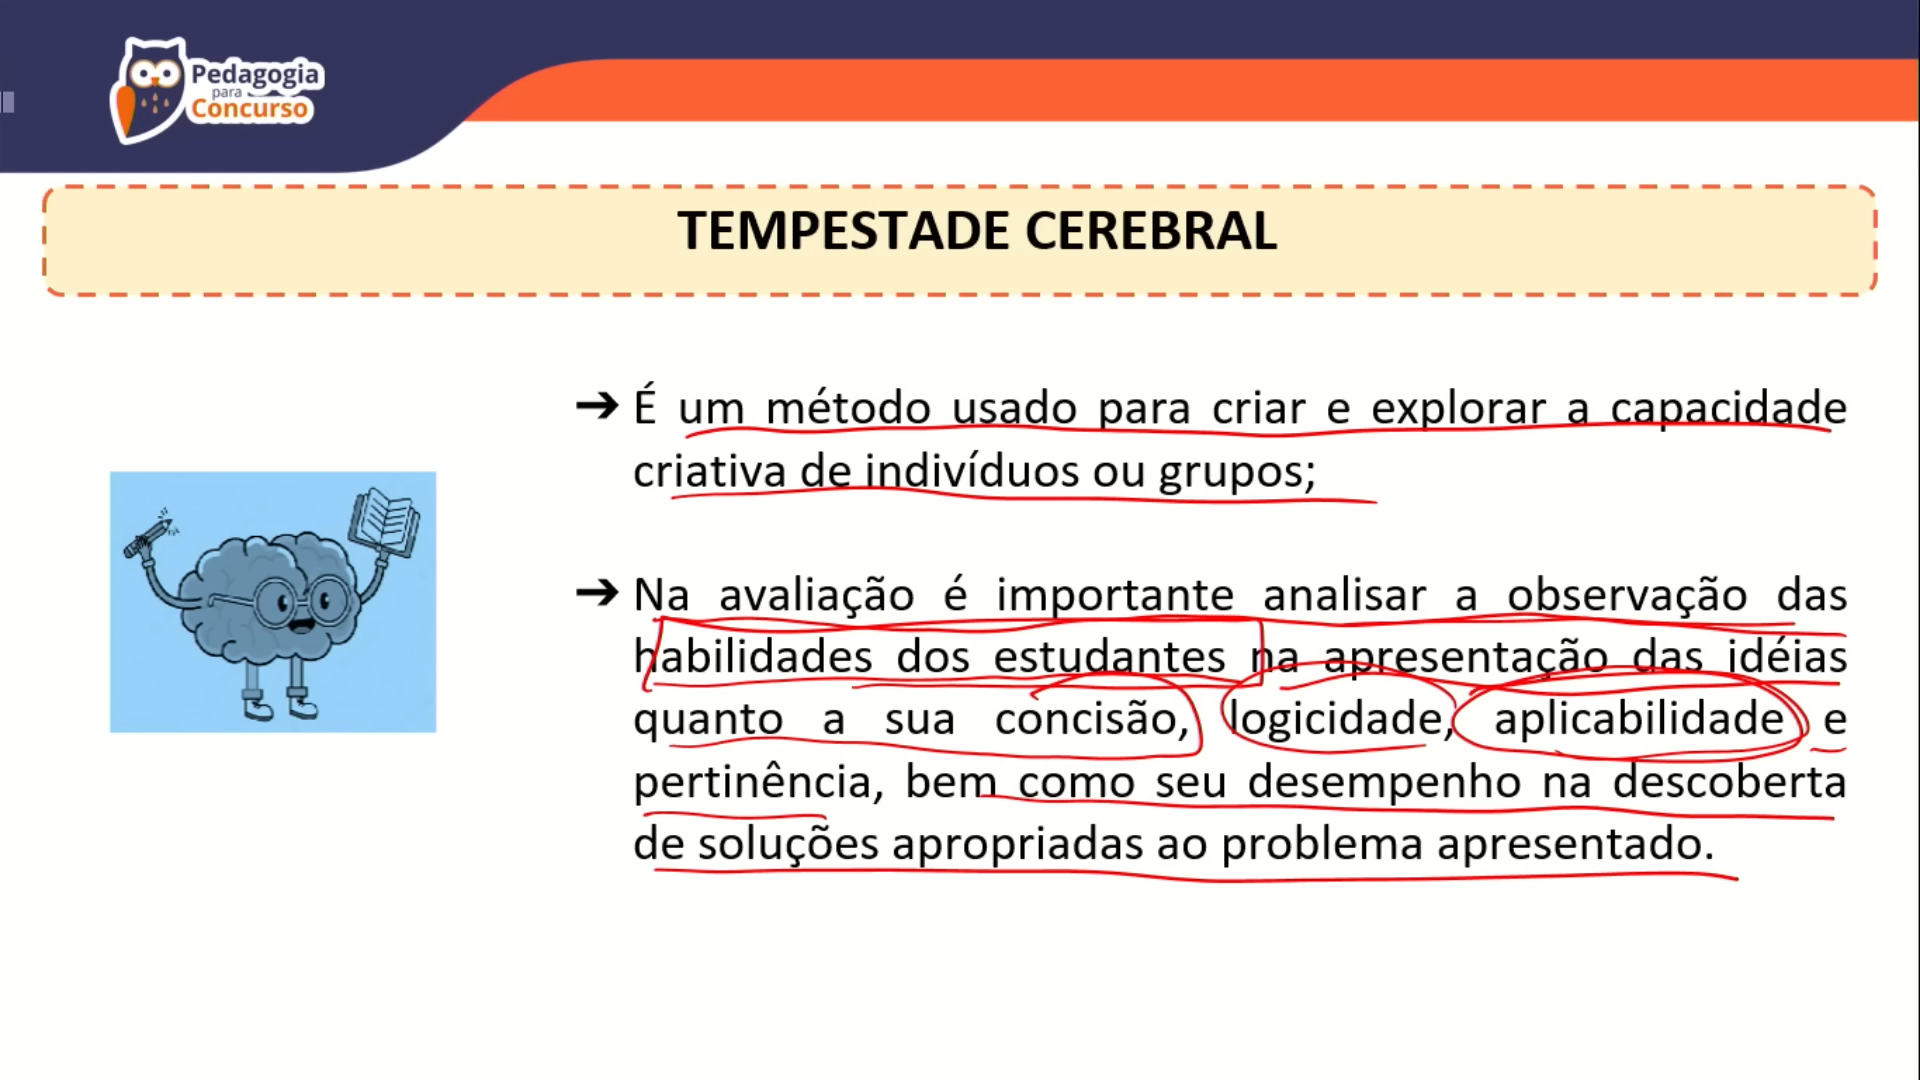 Pedagogia
para
Concurso
TEMPESTADE CEREBRAL
➔ É um método usado para criar e explorar a capacidade
criativa de indivíduos ou grupos;
➔ Na avaliação é importante analisar a observação das
habilidades dos estudantes na apresentação das idéias
quanto a sua concisão, logicidade, aplicabilidade e
pertinência, bem como seu desempenho na descoberta
de soluções apropriadas ao problema apresentado.